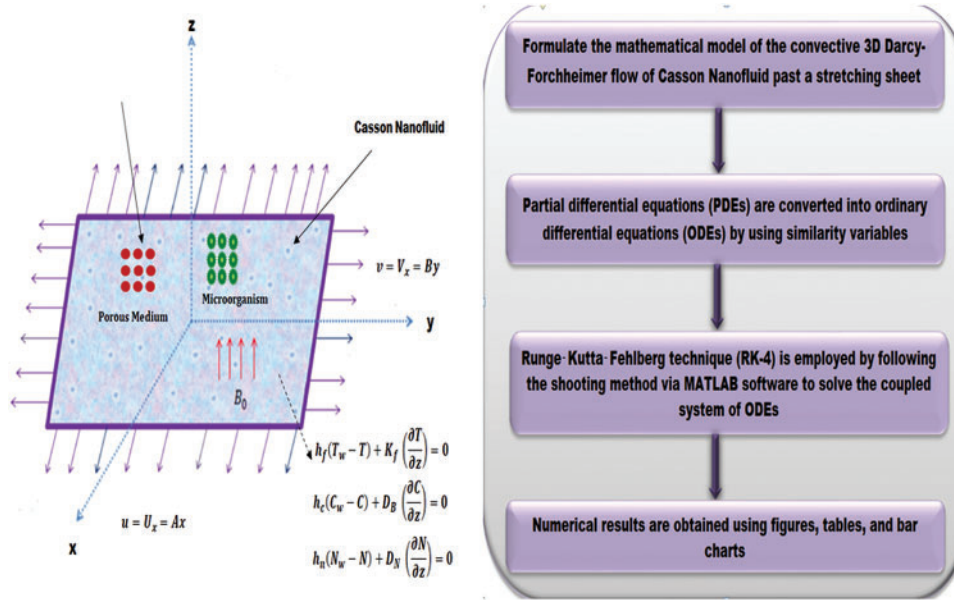 z
Casson Nanofluid
v = Vₓ = By
Microorganism
Porous Medium
y
B₀
h_f(T_w − T) + K_f (∂T/∂z) = 0
h_c(C_w − C) + D_B (∂C/∂z) = 0
u = Uₓ = Ax
x
h_n(N_w − N) + D_N (∂N/∂z) = 0
Formulate the mathematical model of the convective 3D Darcy-
Forchheimer flow of Casson Nanofluid past a stretching sheet
Partial differential equations (PDEs) are converted into ordinary
differential equations (ODEs) by using similarity variables
Runge- Kutta- Fehlberg technique (RK-4) is employed by following
the shooting method via MATLAB software to solve the coupled
system of ODEs
Numerical results are obtained using figures, tables, and bar
charts